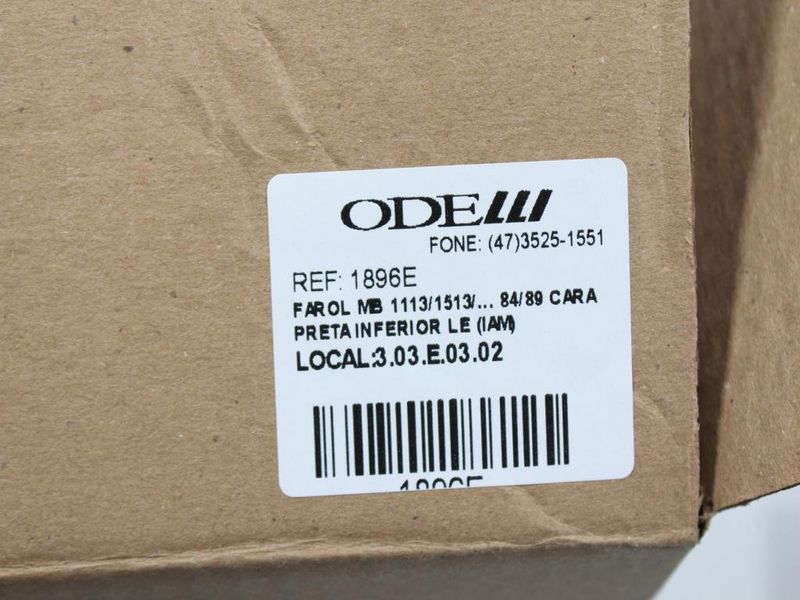 ODELLI
FONE: (47)3525-1551
REF: 1896E
FAROL MB 1113/1513/... 84/89 CARA
PRETA INFERIOR LE (IAM)
LOCAL:3.03.E.03.02
1896E